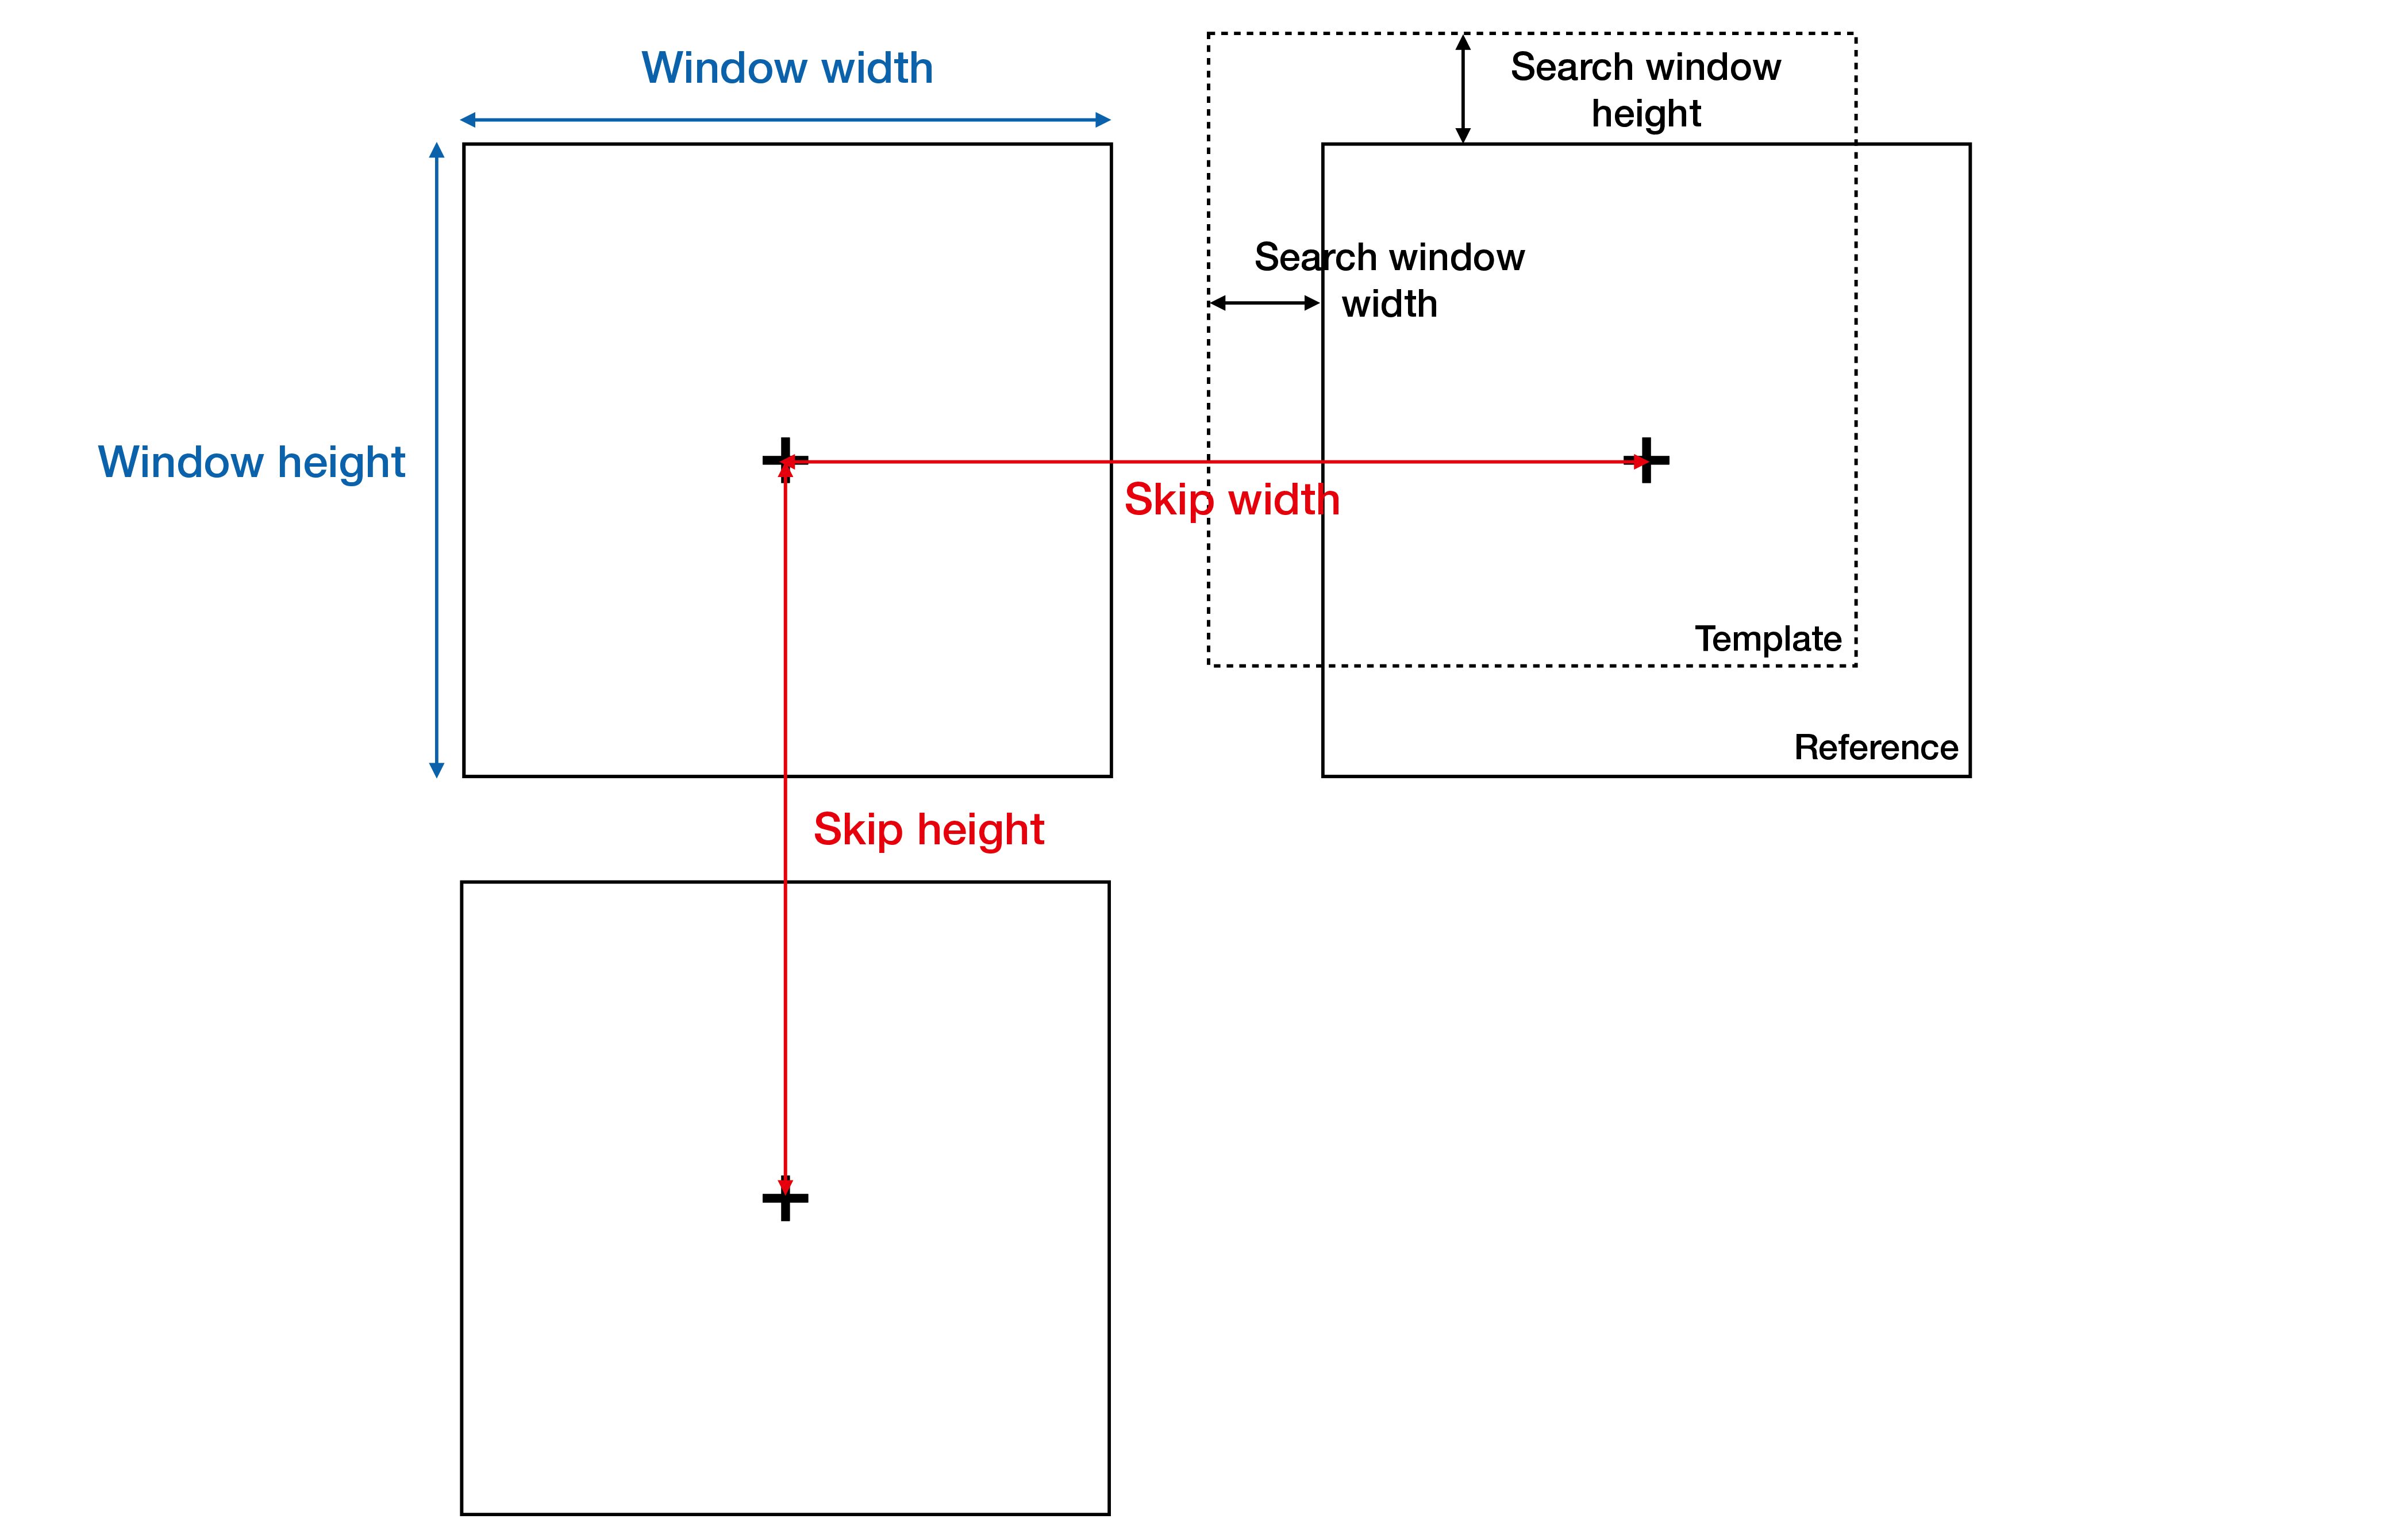 Window width
Search window
height
Search window
width
Window height
Skip width
Template
Reference
Skip height